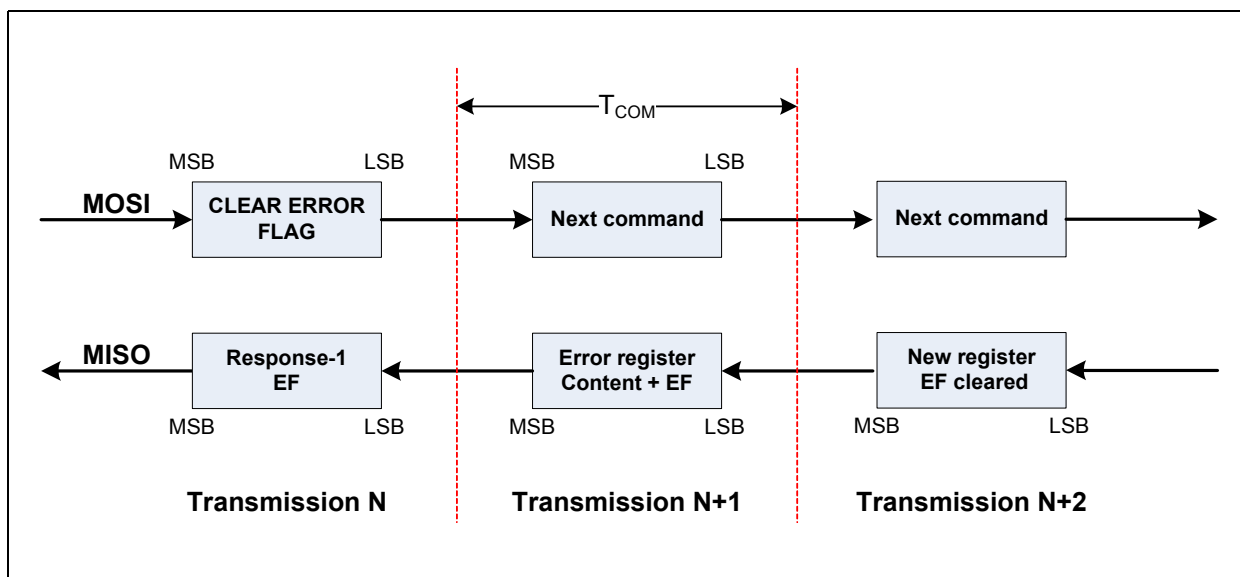 TCOM
MSB LSB MSB LSB
MOSI
CLEAR ERROR
FLAG
Next command
Next command
MISO
Response-1
EF
Error register
Content + EF
New register
EF cleared
MSB LSB MSB LSB MSB LSB
Transmission N Transmission N+1 Transmission N+2